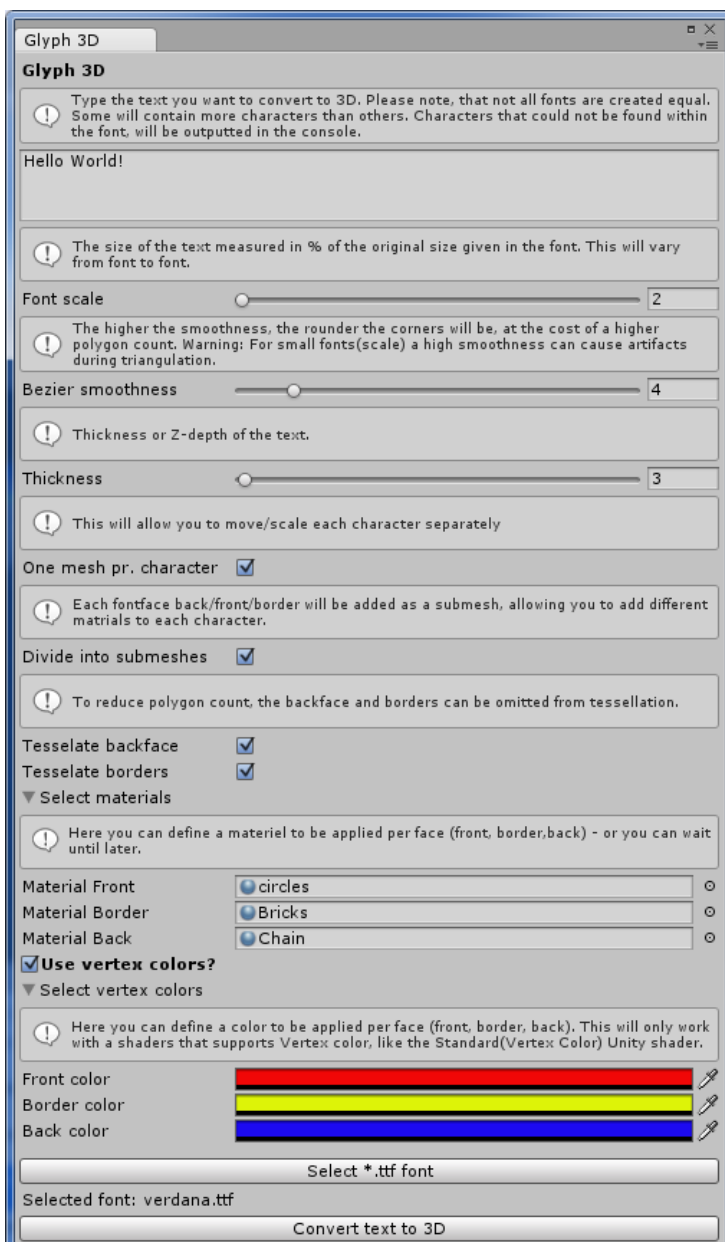 Glyph 3D
Glyph 3D
Type the text you want to convert to 3D. Please note, that not all fonts are created equal.
Some will contain more characters than others. Characters that could not be found within
the font, will be outputted in the console.
Hello World!
The size of the text measured in % of the original size given in the font. This will vary
from font to font.
Font scale 2
The higher the smoothness, the rounder the corners will be, at the cost of a higher
polygon count. Warning: For small fonts(scale) a high smoothness can cause artifacts
during triangulation.
Bezier smoothness 4
Thickness or Z-depth of the text.
Thickness 3
This will allow you to move/scale each character separately
One mesh pr. character
Each fontface back/front/border will be added as a submesh, allowing you to add different
matrials to each character.
Divide into submeshes
To reduce polygon count, the backface and borders can be omitted from tessellation.
Tesselate backface
Tesselate borders
Select materials
Here you can define a materiel to be applied per face (front, border,back) - or you can wait
until later.
Material Front circles
Material Border Bricks
Material Back Chain
Use vertex colors?
Select vertex colors
Here you can define a color to be applied per face (front, border, back). This will only work
with a shaders that supports Vertex color, like the Standard(Vertex Color) Unity shader.
Front color
Border color
Back color
Select *.ttf font
Selected font: verdana.ttf
Convert text to 3D